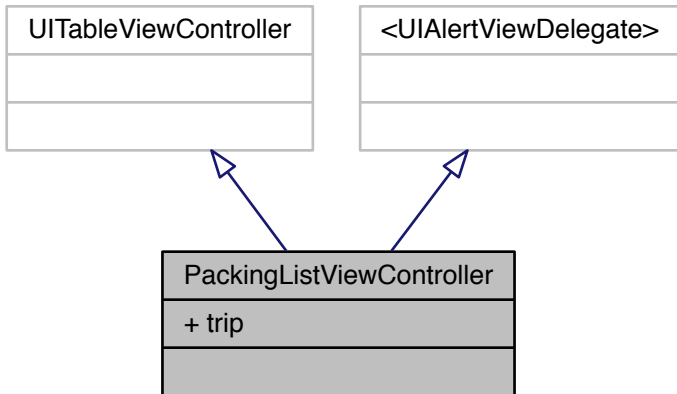 UITableViewController
<UIAlertViewDelegate>
PackingListViewController
+ trip